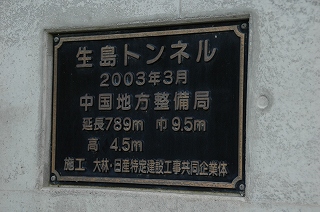 生島トンネル
2003年3月
中国地方整備局
延長789m 巾9.5m
高 4.5m
施工 大林・日産特定建設工事共同企業体